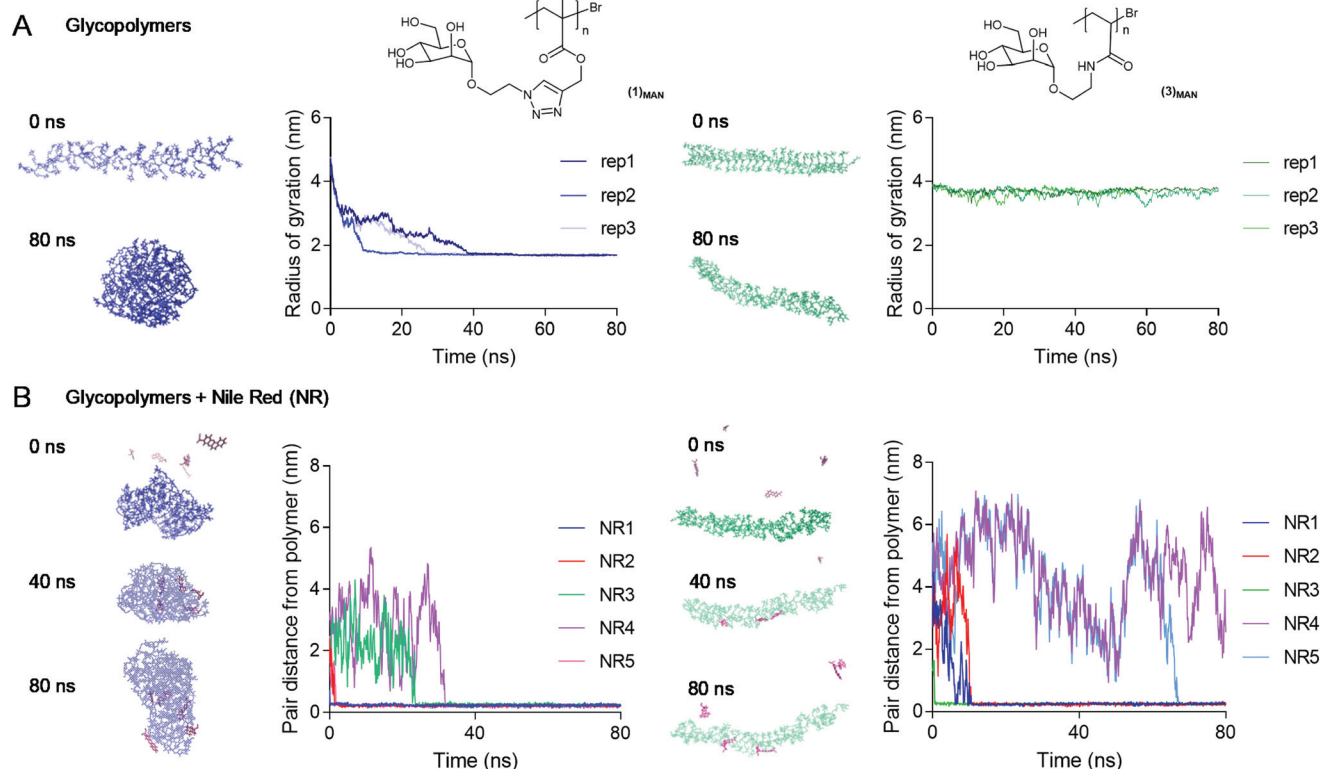 A Glycopolymers
HO
OH
HO
HO
O
O
N
N=N
O
O
Br
n
(1)MAN
HO
OH
HO
HO
O
O
NH
O
Br
n
(3)MAN
0 ns
80 ns
Radius of gyration (nm)
6
4
2
0
0 20 40 60 80
Time (ns)
rep1
rep2
rep3
0 ns
80 ns
Radius of gyration (nm)
6
4
2
0
0 20 40 60 80
Time (ns)
rep1
rep2
rep3
B Glycopolymers + Nile Red (NR)
0 ns
40 ns
80 ns
Pair distance from polymer (nm)
8
6
4
2
0
0 40 80
Time (ns)
NR1
NR2
NR3
NR4
NR5
0 ns
40 ns
80 ns
Pair distance from polymer (nm)
8
6
4
2
0
0 40 80
Time (ns)
NR1
NR2
NR3
NR4
NR5